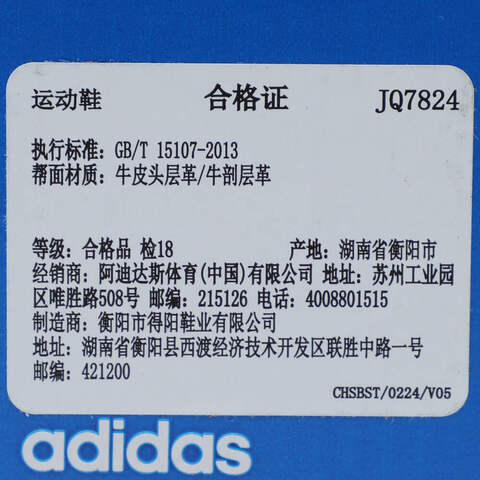 运动鞋 合格证 JQ7824
执行标准: GB/T 15107-2013
帮面材质: 牛皮头层革/牛剖层革
等级: 合格品 检18 产地: 湖南省衡阳市
经销商: 阿迪达斯体育(中国)有限公司 地址: 苏州工业园
区唯胜路508号 邮编: 215126 电话: 4008801515
制造商: 衡阳市得阳鞋业有限公司
地址: 湖南省衡阳县西渡经济技术开发区联胜中路一号
邮编: 421200
CHSBST/0224/V05
adidas